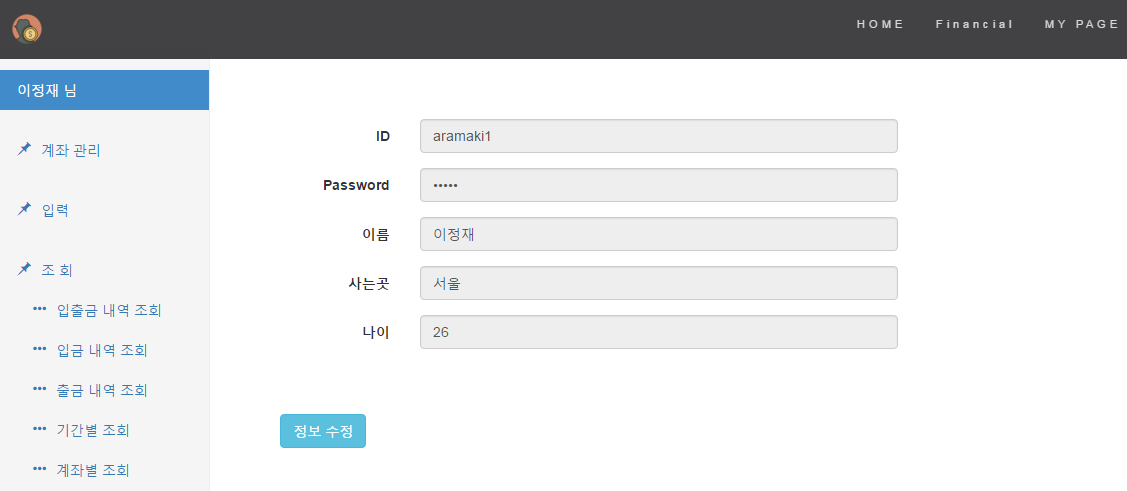 HOME Financial MY PAGE
이정재 님
계좌 관리
입력
조 회
입출금 내역 조회
입금 내역 조회
출금 내역 조회
기간별 조회
계좌별 조회
ID aramaki1
Password •••••
이름 이정재
사는곳 서울
나이 26
정보 수정